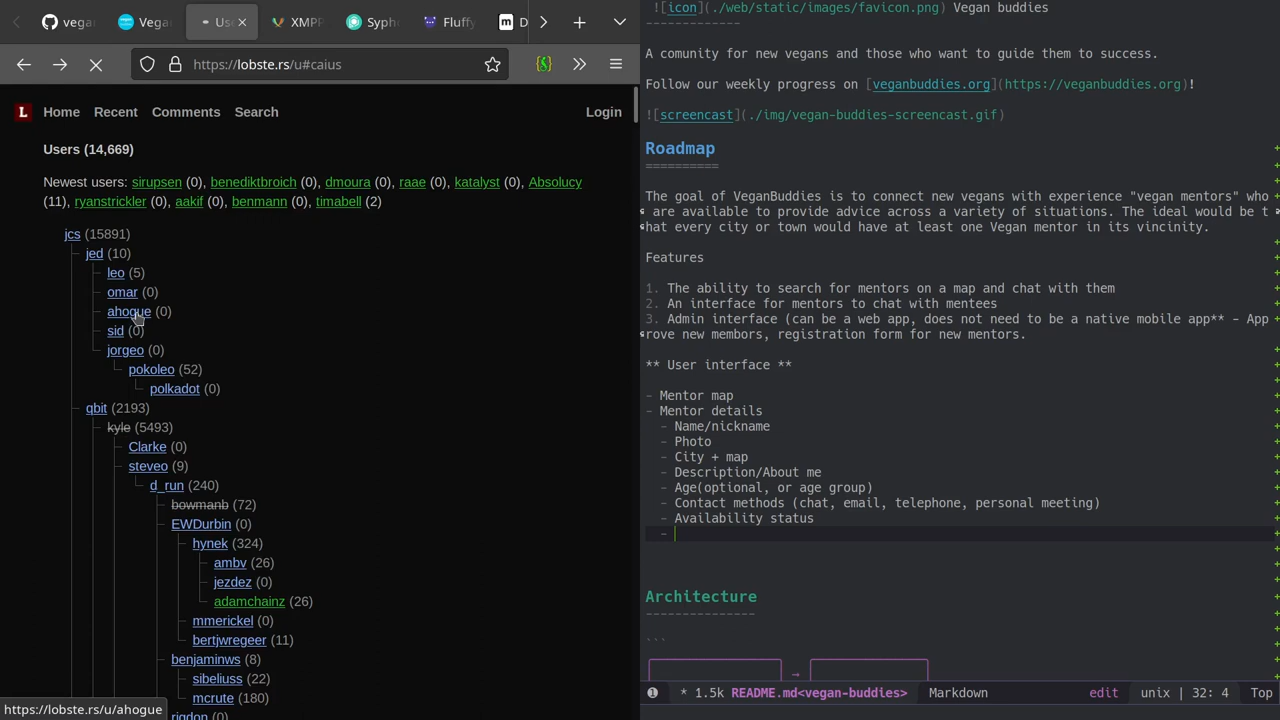 vegan
Vegan
Use
XMPP
Sypho
Fluffy
m
D
https://lobste.rs/u#caius
L
Home
Recent
Comments
Search
Login
Users (14,669)
Newest users: sirupsen (0), benediktbroich (0), dmoura (0), raae (0), katalyst (0), Absolucy
(11), ryanstrickler (0), aakif (0), benmann (0), timabell (2)
jcs (15891)
jed (10)
leo (5)
omar (0)
ahogue (0)
sid (0)
jorgeo (0)
pokoleo (52)
polkadot (0)
qbit (2193)
kyle (5493)
Clarke (0)
steveo (9)
d_run (240)
bowmanb (72)
EWDurbin (0)
hynek (324)
ambv (26)
jezdez (0)
adamchainz (26)
mmerickel (0)
bertjwregeer (11)
benjaminws (8)
sibeliuss (22)
mcrute (180)
rigdon (0)
https://lobste.rs/u/ahogue
![icon](./web/static/images/favicon.png) Vegan buddies
-------------
A comunity for new vegans and those who want to guide them to success.
Follow our weekly progress on [veganbuddies.org](https://veganbuddies.org)!
![screencast](./img/vegan-buddies-screencast.gif)
Roadmap
==========
The goal of VeganBuddies is to connect new vegans with experience "vegan mentors" who
are available to provide advice across a variety of situations. The ideal would be t
hat every city or town would have at least one Vegan mentor in its vincinity.
Features
1. The ability to search for mentors on a map and chat with them
2. An interface for mentors to chat with mentees
3. Admin interface (can be a web app, does not need to be a native mobile app** - App
rove new membors, registration form for new mentors.
** User interface **
- Mentor map
- Mentor details
- Name/nickname
- Photo
- City + map
- Description/About me
- Age(optional, or age group)
- Contact methods (chat, email, telephone, personal meeting)
- Availability status
-
Architecture
---------------
```
→
1 * 1.5k README.md<vegan-buddies> Markdown edit unix | 32: 4 Top